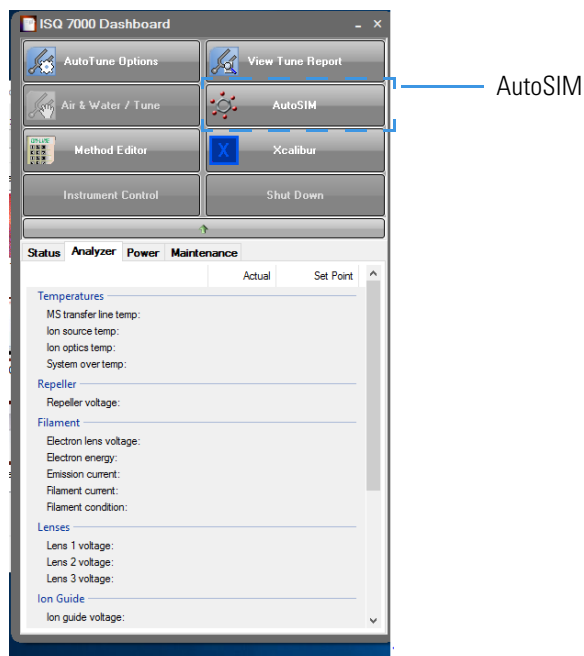 ISQ 7000 Dashboard
AutoTune Options
View Tune Report
Air & Water / Tune
AutoSIM
AutoSIM
Method Editor
X
Xcalibur
Instrument Control
Shut Down
Status Analyzer Power Maintenance
Actual Set Point
Temperatures
MS transfer line temp:
Ion source temp:
Ion optics temp:
System over temp:
Repeller
Repeller voltage:
Filament
Electron lens voltage:
Electron energy:
Emission current:
Filament current:
Filament condition:
Lenses
Lens 1 voltage:
Lens 2 voltage:
Lens 3 voltage:
Ion Guide
Ion guide voltage: